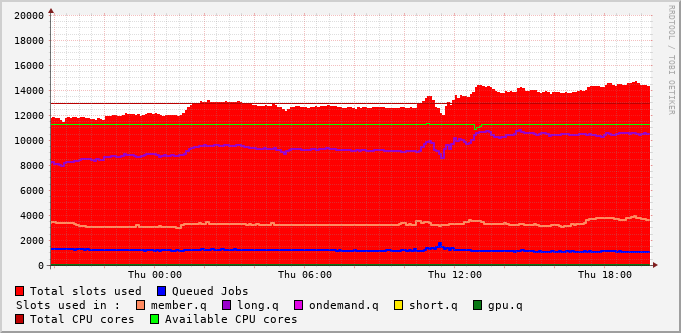 20000
18000
16000
14000
12000
10000
8000
6000
4000
2000
0
Thu 00:00 Thu 06:00 Thu 12:00 Thu 18:00
RRDTOOL / TOBI OETIKER
Total slots used Queued Jobs
Slots used in : member.q long.q ondemand.q short.q gpu.q
Total CPU cores Available CPU cores